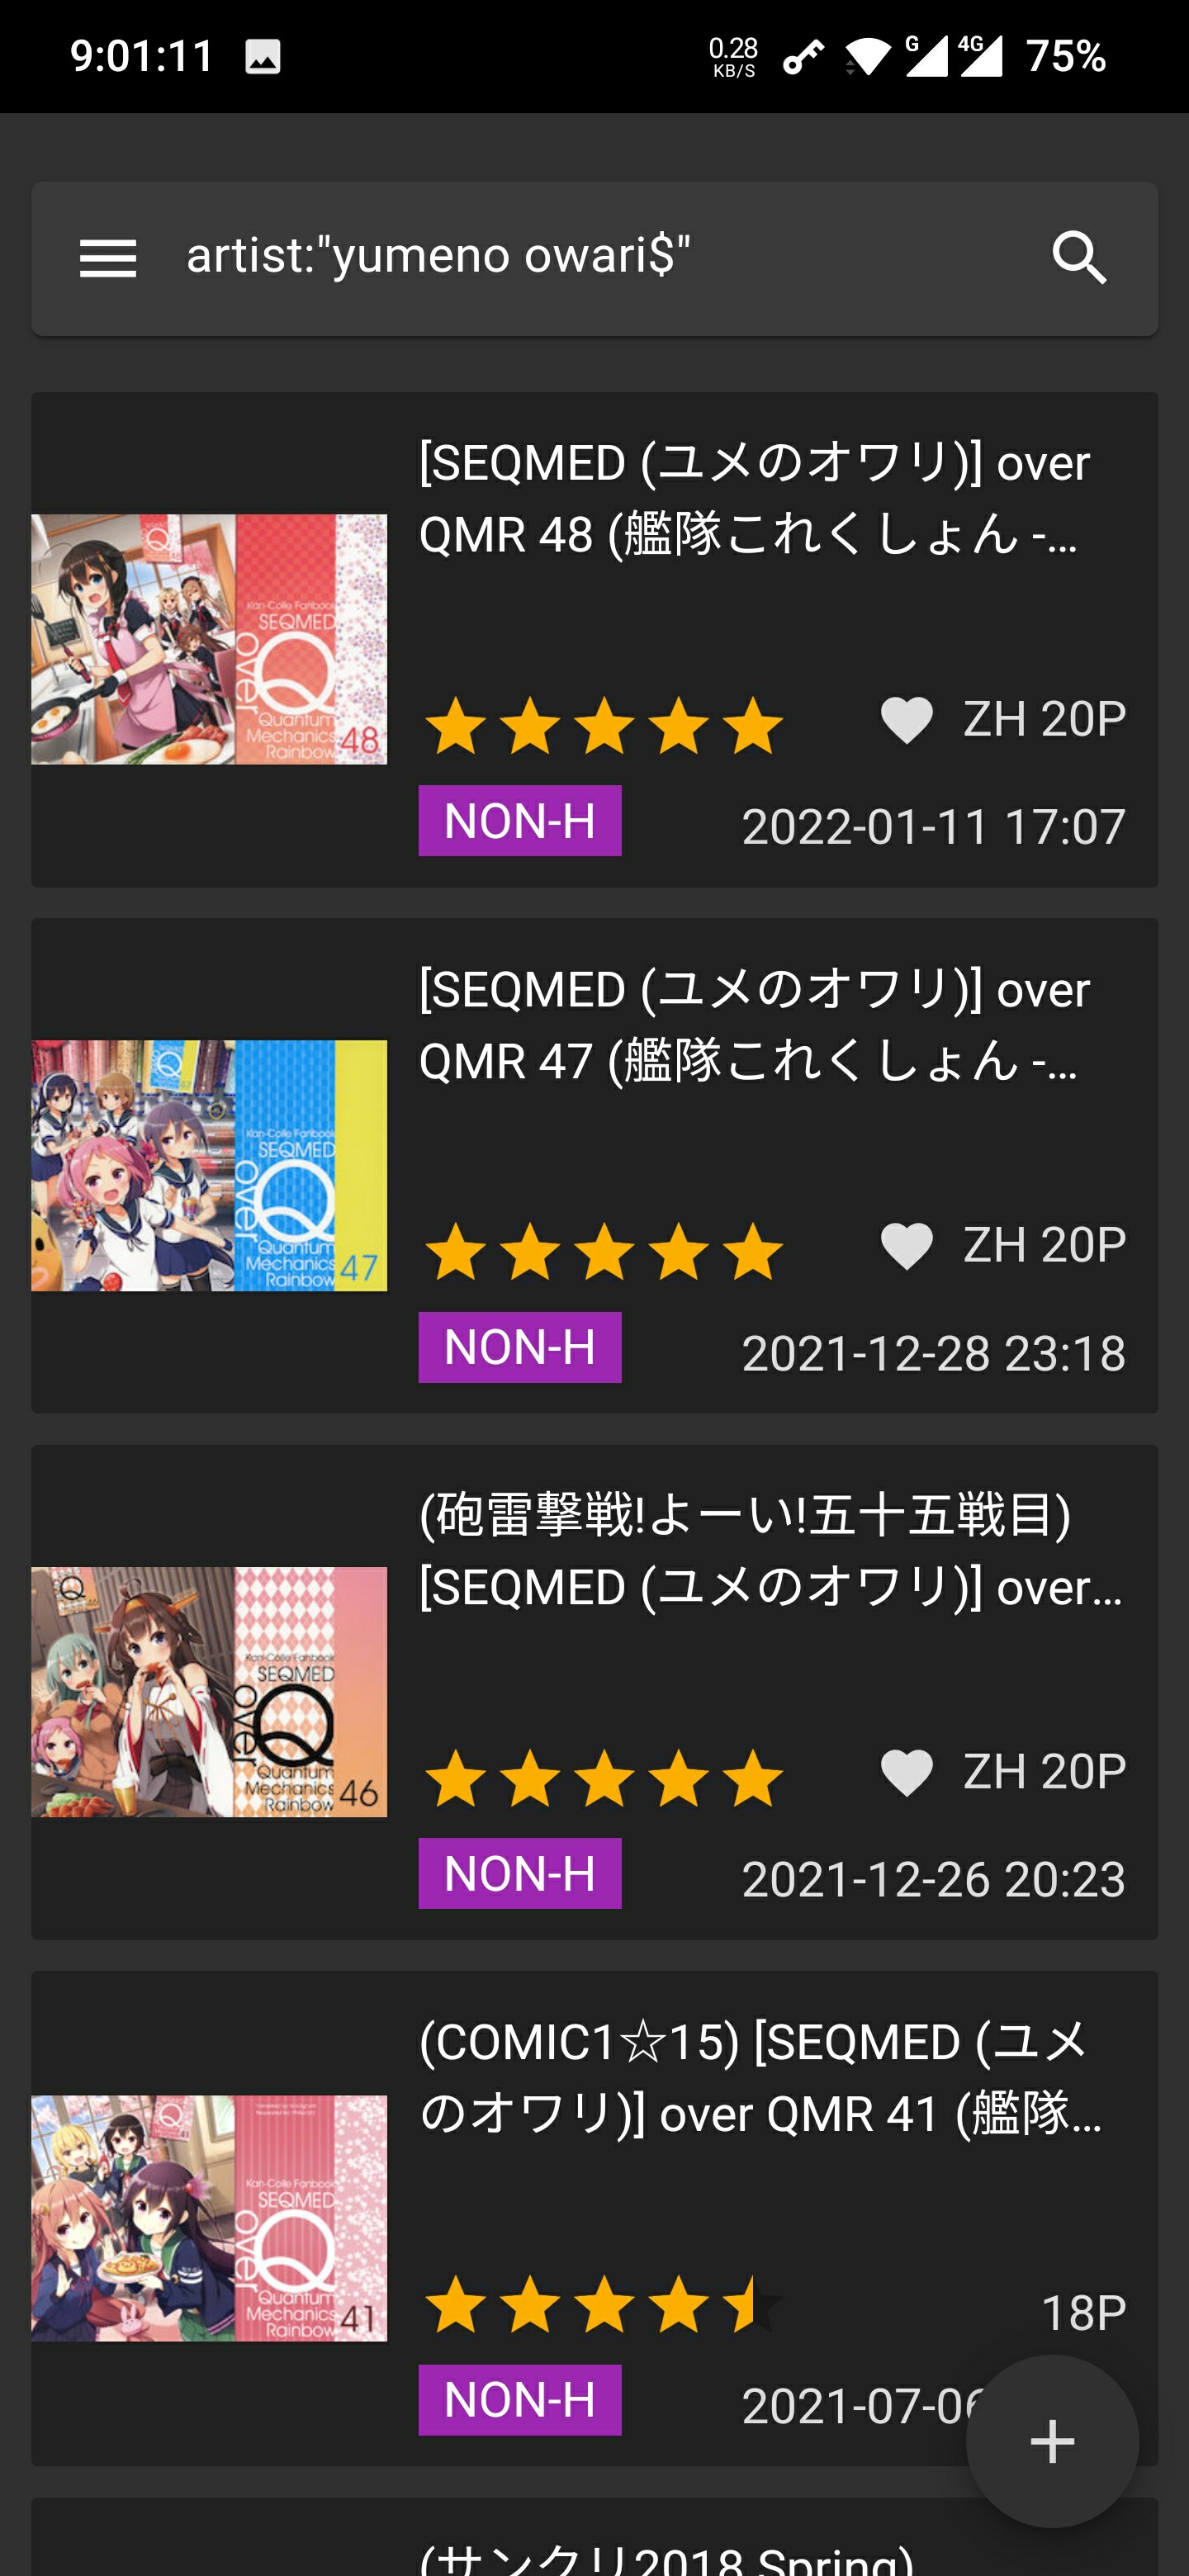 9:01:11
0.28
KB/S
G
4G
75%
artist:"yumeno owari$"
[SEQMED (ユメのオワリ)] over
QMR 48 (艦隊これくしょん -...
Kan-Colle Fanbook
SEQMED
over
Q
Quantum
Mechanics
Rainbow 48
ZH 20P
NON-H
2022-01-11 17:07
[SEQMED (ユメのオワリ)] over
QMR 47 (艦隊これくしょん -...
Kan-Colle Fanbook
SEQMED
over
Q
Quantum
Mechanics
Rainbow 47
ZH 20P
NON-H
2021-12-28 23:18
(砲雷撃戦!よーい!五十五戦目)
[SEQMED (ユメのオワリ)] over...
Kan-Colle Fanbook
SEQMED
over
Q
Quantum
Mechanics
Rainbow 46
ZH 20P
NON-H
2021-12-26 20:23
(COMIC1☆15) [SEQMED (ユメ
のオワリ)] over QMR 41 (艦隊...
Kan-Colle Fanbook
SEQMED
over
Q
Quantum
Mechanics
Rainbow 41
18P
NON-H
2021-07-06
(サンクリ2018 Spring)